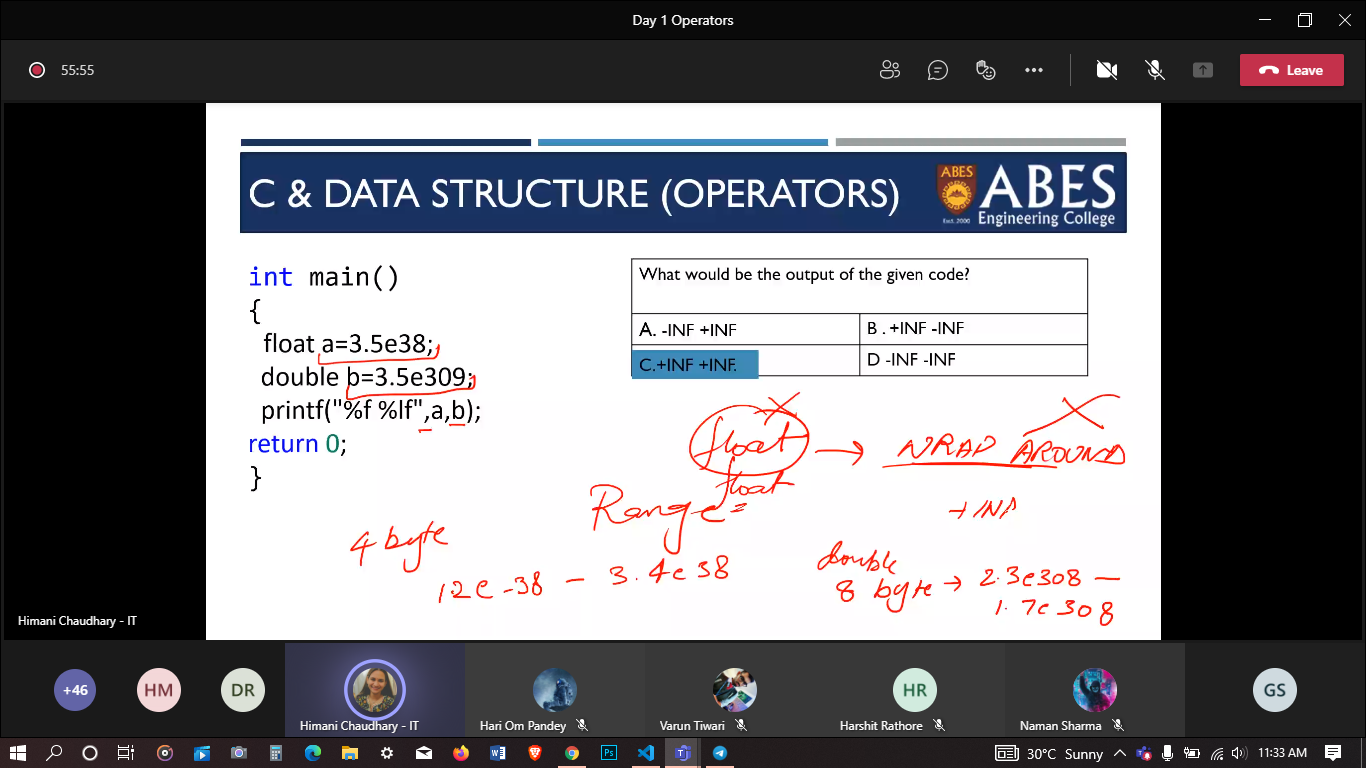 Day 1 Operators
55:55
Leave
C & DATA STRUCTURE (OPERATORS)
ABES
Estd. 2000
ABES
Engineering College
int main()
{
float a=3.5e38;
double b=3.5e309;
printf("%f %lf",a,b);
return 0;
}
What would be the output of the given code?
A. -INF +INF
B . +INF -INF
C.+INF +INF.
D -INF -INF
float
WRAP AROUND
float
Range =
+ INF
4 byte
1.2e-38 - 3.4e38
double
8 byte → 2.3e308 -
1.7e308
Himani Chaudhary - IT
+46
HM
DR
HR
GS
Himani Chaudhary - IT
Hari Om Pandey
Varun Tiwari
Harshit Rathore
Naman Sharma
30°C Sunny
11:33 AM